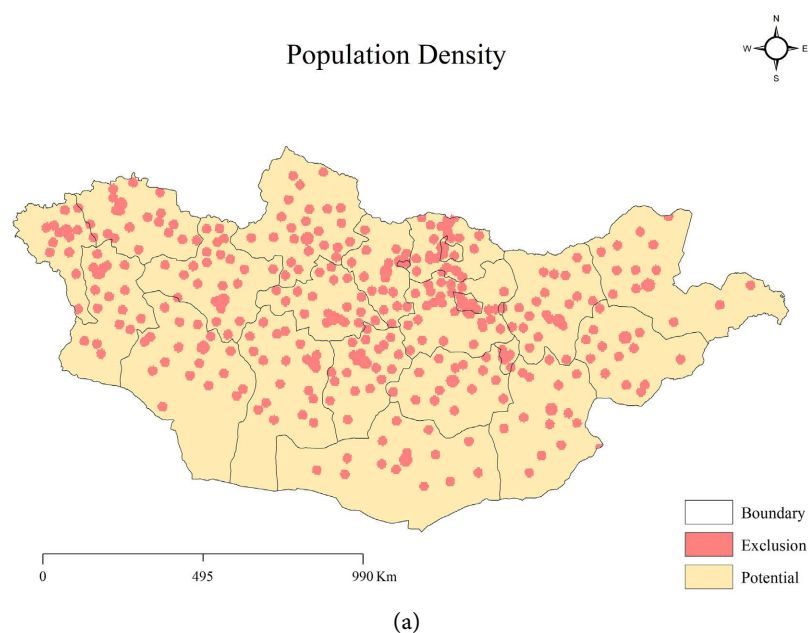 N
Population Density
W E
S
Boundary
Exclusion
Potential
0 495 990 Km
(a)